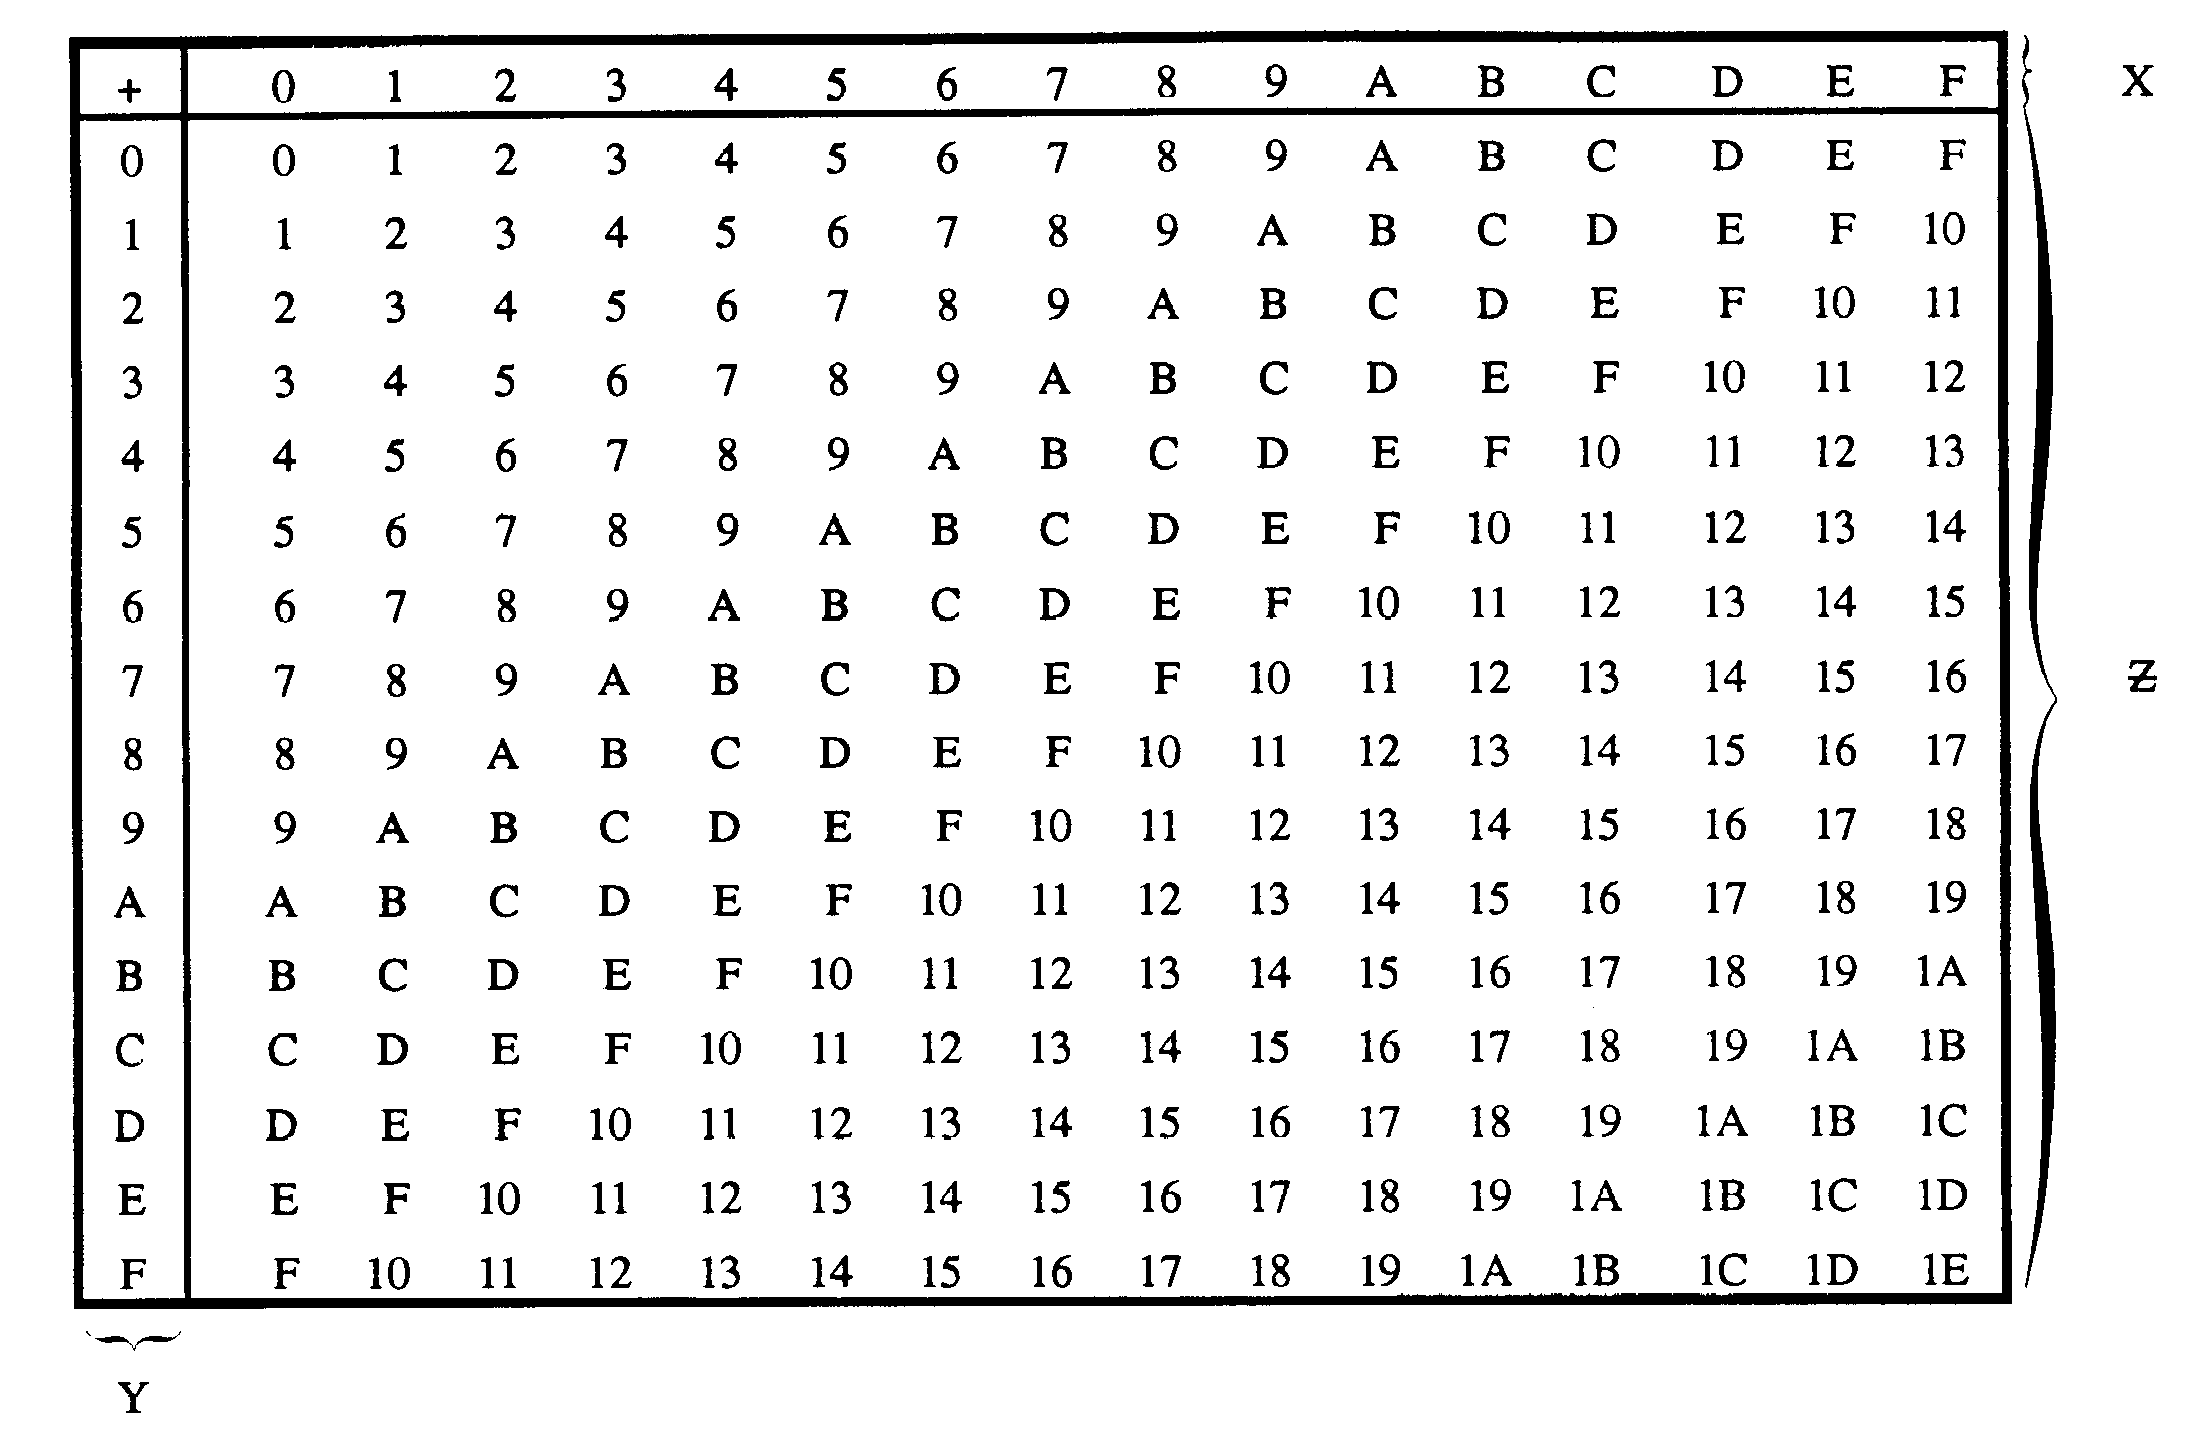 + 0 1 2 3 4 5 6 7 8 9 A B C D E F X
0 0 1 2 3 4 5 6 7 8 9 A B C D E F
1 1 2 3 4 5 6 7 8 9 A B C D E F 10
2 2 3 4 5 6 7 8 9 A B C D E F 10 11
3 3 4 5 6 7 8 9 A B C D E F 10 11 12
4 4 5 6 7 8 9 A B C D E F 10 11 12 13
5 5 6 7 8 9 A B C D E F 10 11 12 13 14
6 6 7 8 9 A B C D E F 10 11 12 13 14 15
7 7 8 9 A B C D E F 10 11 12 13 14 15 16 Z
8 8 9 A B C D E F 10 11 12 13 14 15 16 17
9 9 A B C D E F 10 11 12 13 14 15 16 17 18
A A B C D E F 10 11 12 13 14 15 16 17 18 19
B B C D E F 10 11 12 13 14 15 16 17 18 19 1A
C C D E F 10 11 12 13 14 15 16 17 18 19 1A 1B
D D E F 10 11 12 13 14 15 16 17 18 19 1A 1B 1C
E E F 10 11 12 13 14 15 16 17 18 19 1A 1B 1C 1D
F F 10 11 12 13 14 15 16 17 18 19 1A 1B 1C 1D 1E
Y